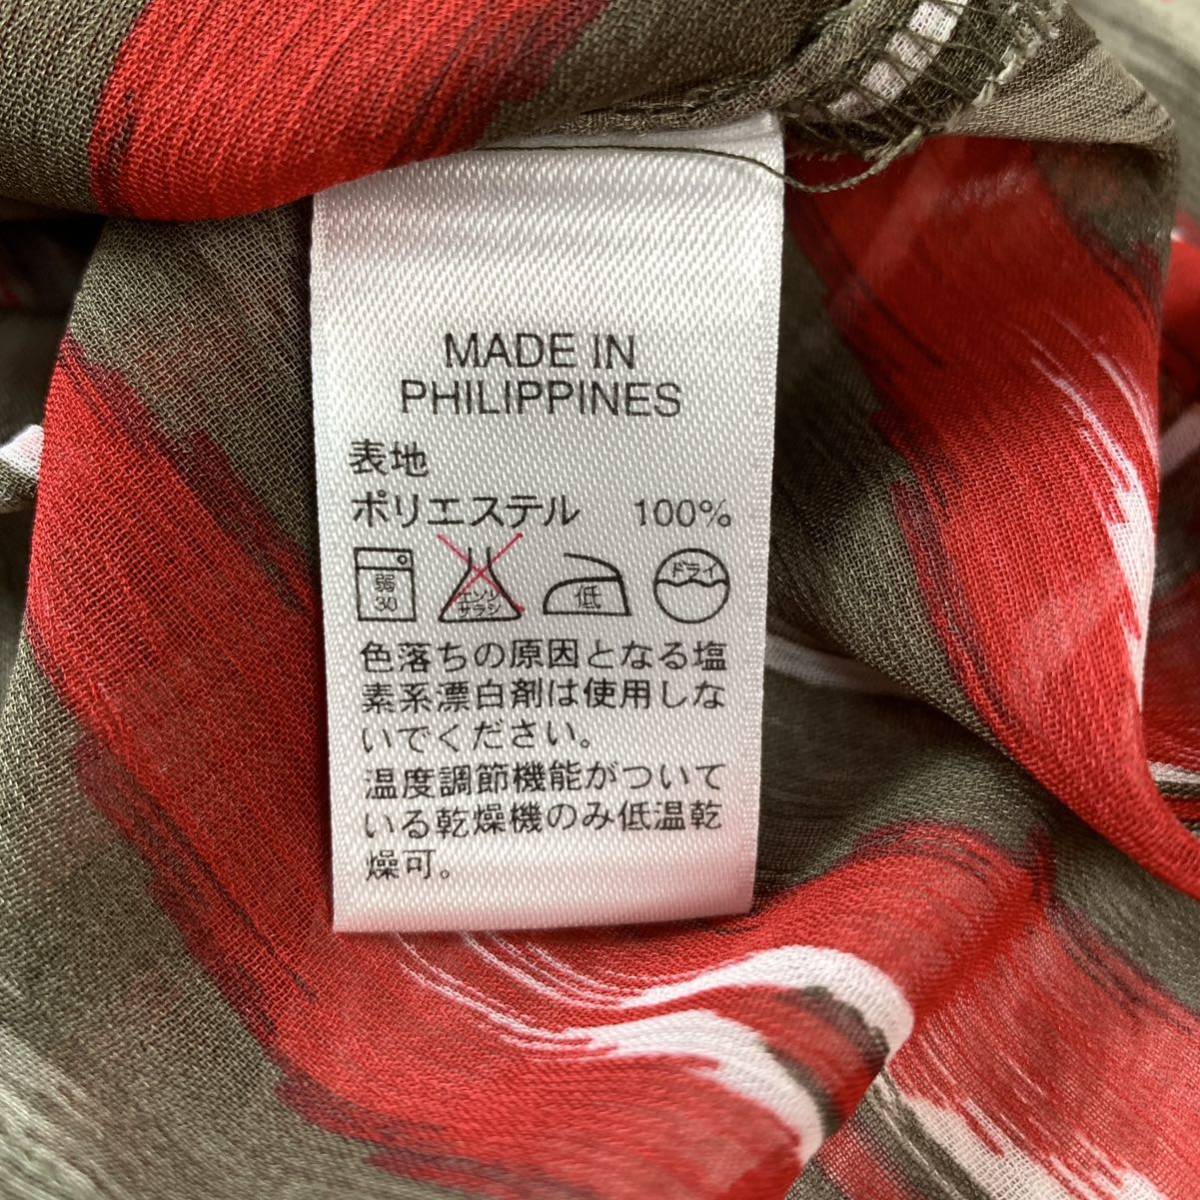 MADE IN
PHILIPPINES
表地
ポリエステル 100%
弱
30
エンソ
サラシ
低
ドライ
色落ちの原因となる塩
素系漂白剤は使用しな
いでください。
温度調節機能がついて
いる乾燥機のみ低温乾
燥可。